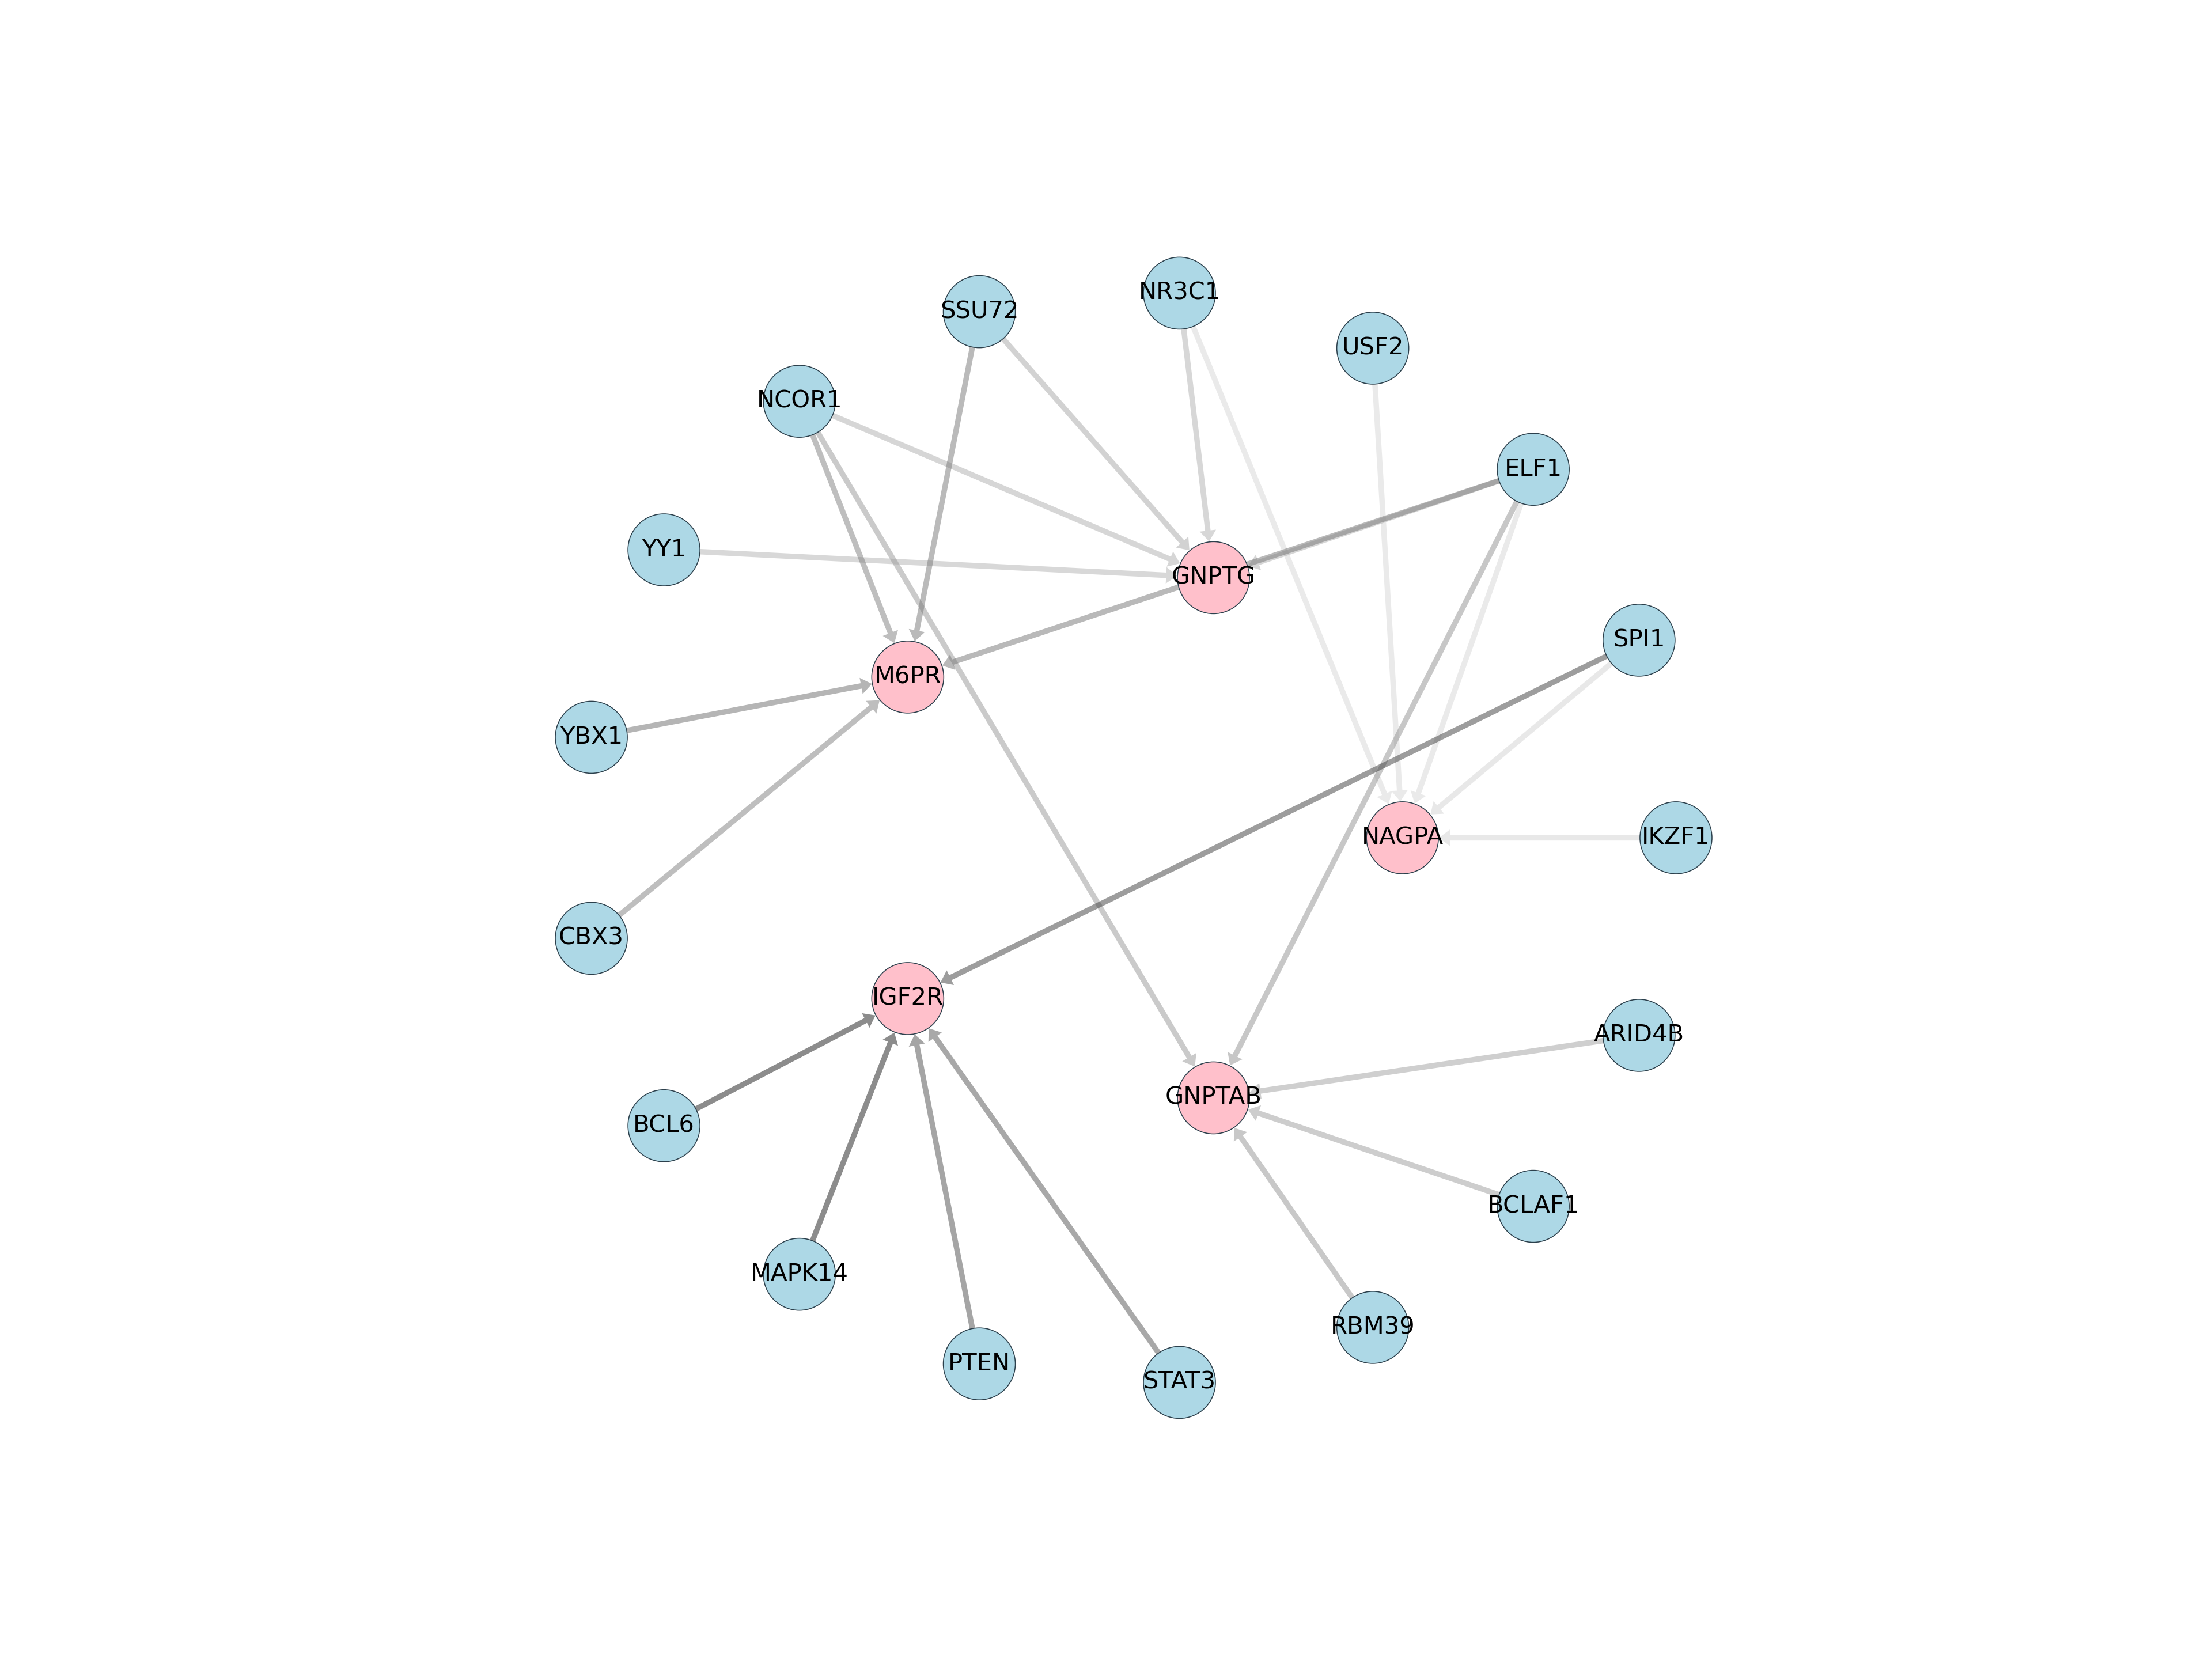 NR3C1
SSU72
USF2
NCOR1
ELF1
YY1
GNPTG
SPI1
M6PR
YBX1
NAGPA
IKZF1
CBX3
IGF2R
ARID4B
GNPTAB
BCL6
BCLAF1
MAPK14
RBM39
PTEN
STAT3